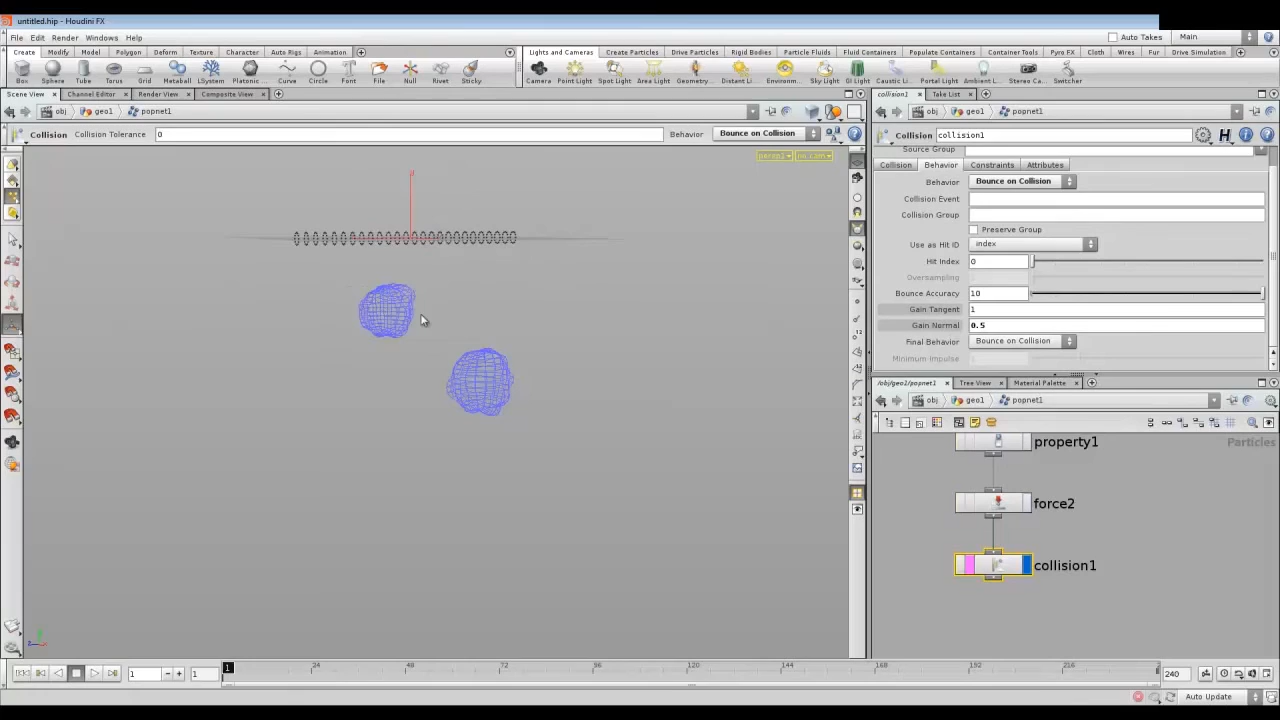 untitled.hip - Houdini FX
File Edit Render Windows Help
Auto Takes Main
Create Modify Model Polygon Deform Texture Character Auto Rigs Animation
Lights and Cameras Create Particles Drive Particles Rigid Bodies Particle Fluids Fluid Containers Populate Containers Container Tools Pyro FX Cloth Wires Fur Drive Simulation
Box Sphere Tube Torus Grid Metaball LSystem Platonic ... Curve Circle Font File Null Rivet Sticky
Camera Point Light Spot Light Area Light Geometry... Distant Li... Environm... Sky Light GI Light Caustic Li... Portal Light Ambient L... Stereo Ca... Switcher
Scene View Channel Editor Render View Composite View
collision1 Take List
obj geo1 popnet1
obj geo1 popnet1
Collision Collision Tolerance 0 Behavior Bounce on Collision
Collision collision1
Source Group
persp1 no cam
Collision Behavior Constraints Attributes
Behavior Bounce on Collision
Collision Event
Collision Group
Preserve Group
Use as Hit ID index
Hit Index 0
Oversampling
Bounce Accuracy 10
Gain Tangent 1
Gain Normal 0.5
Final Behavior Bounce on Collision
Minimum Impulse
/obj/geo1/popnet1 Tree View Material Palette
obj geo1 popnet1
property1
Particles
force2
collision1
1 1 1 24 48 72 96 120 144 168 192 216 2 240
Auto Update